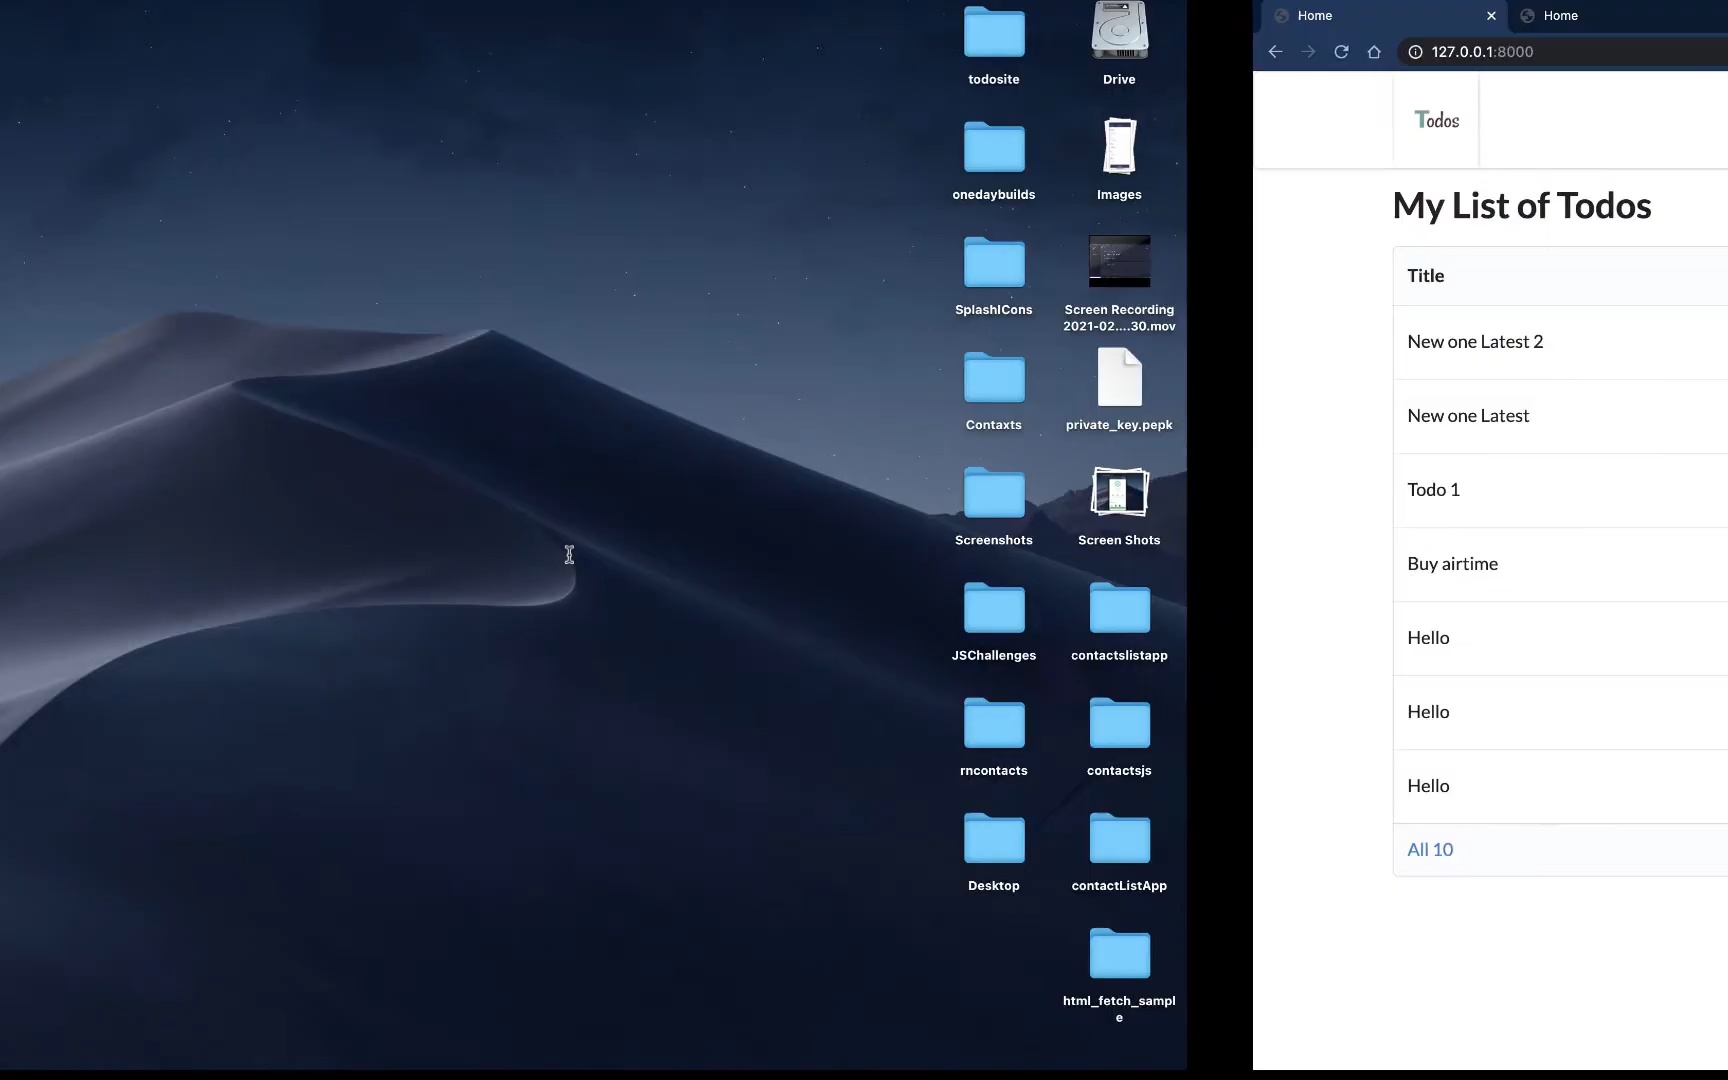 todosite
Drive
onedaybuilds
Images
SplashICons
Screen Recording
2021-02....30.mov
Contaxts
private_key.pepk
Screenshots
Screen Shots
JSChallenges
contactslistapp
rncontacts
contactsjs
Desktop
contactListApp
html_fetch_sampl
e
Home
Home
127.0.0.1:8000
Todos
My List of Todos
Title
New one Latest 2
New one Latest
Todo 1
Buy airtime
Hello
Hello
Hello
All 10